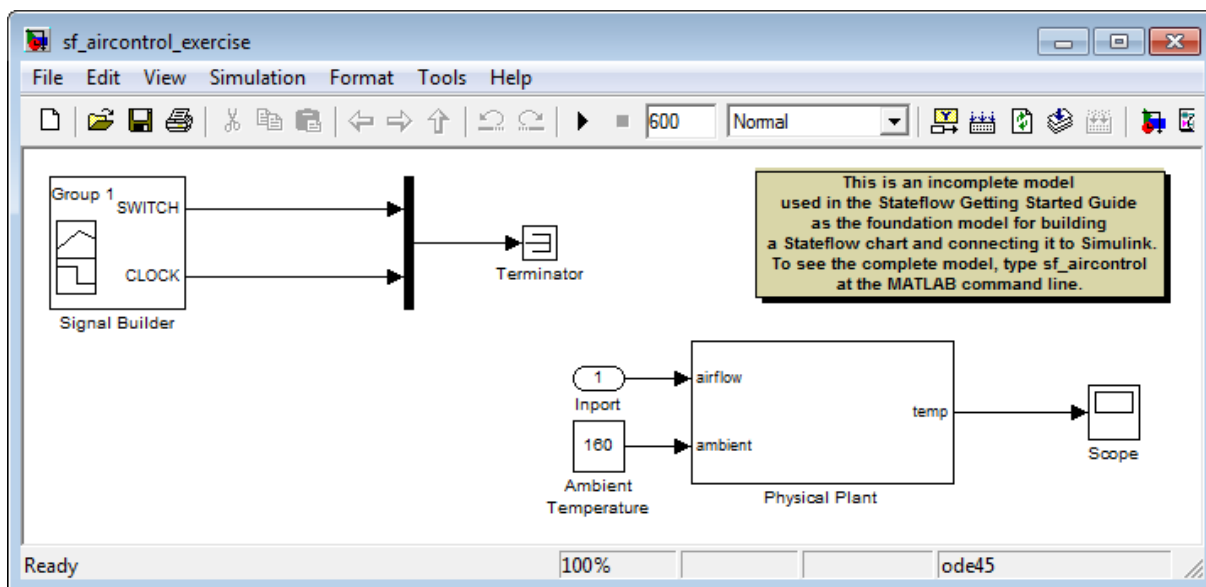 sf_aircontrol_exercise
File Edit View Simulation Format Tools Help
600 Normal
Group 1
SWITCH
CLOCK
Signal Builder
Terminator
This is an incomplete model
used in the Stateflow Getting Started Guide
as the foundation model for building
a Stateflow chart and connecting it to Simulink.
To see the complete model, type sf_aircontrol
at the MATLAB command line.
1
Inport
160
Ambient
Temperature
airflow
ambient
temp
Physical Plant
Scope
Ready 100% ode45